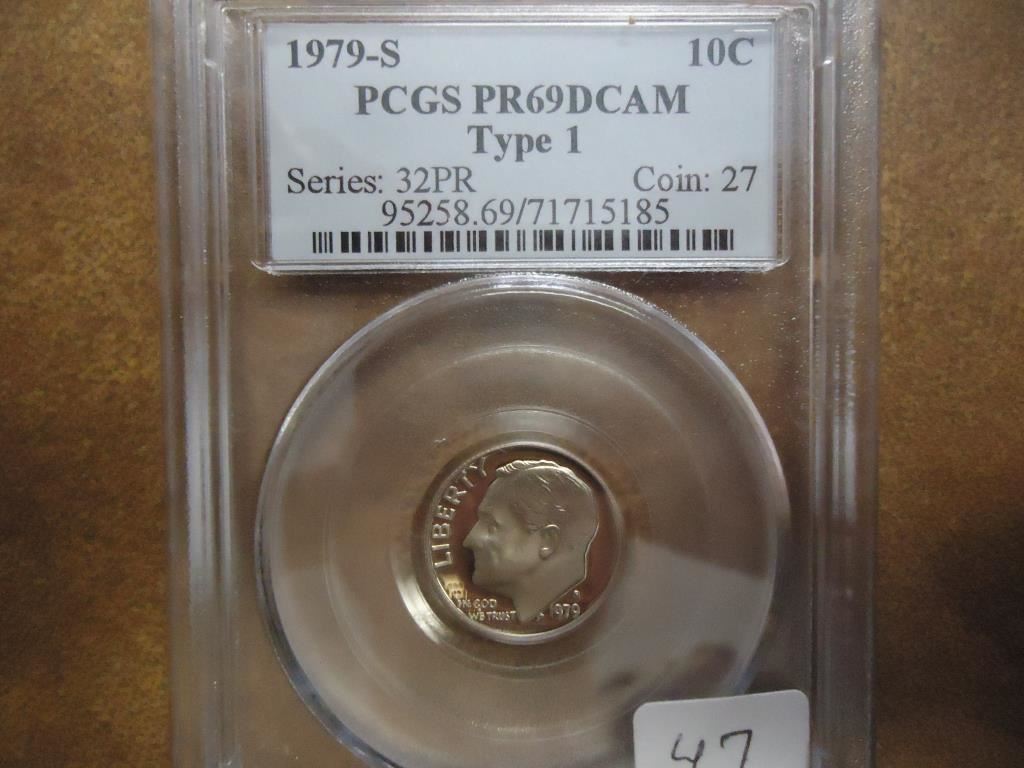 1979-S 10C
PCGS PR69DCAM
Type 1
Series: 32PR Coin: 27
95258.69/71715185
LIBERTY
IN GOD
WE TRUST
1979
47